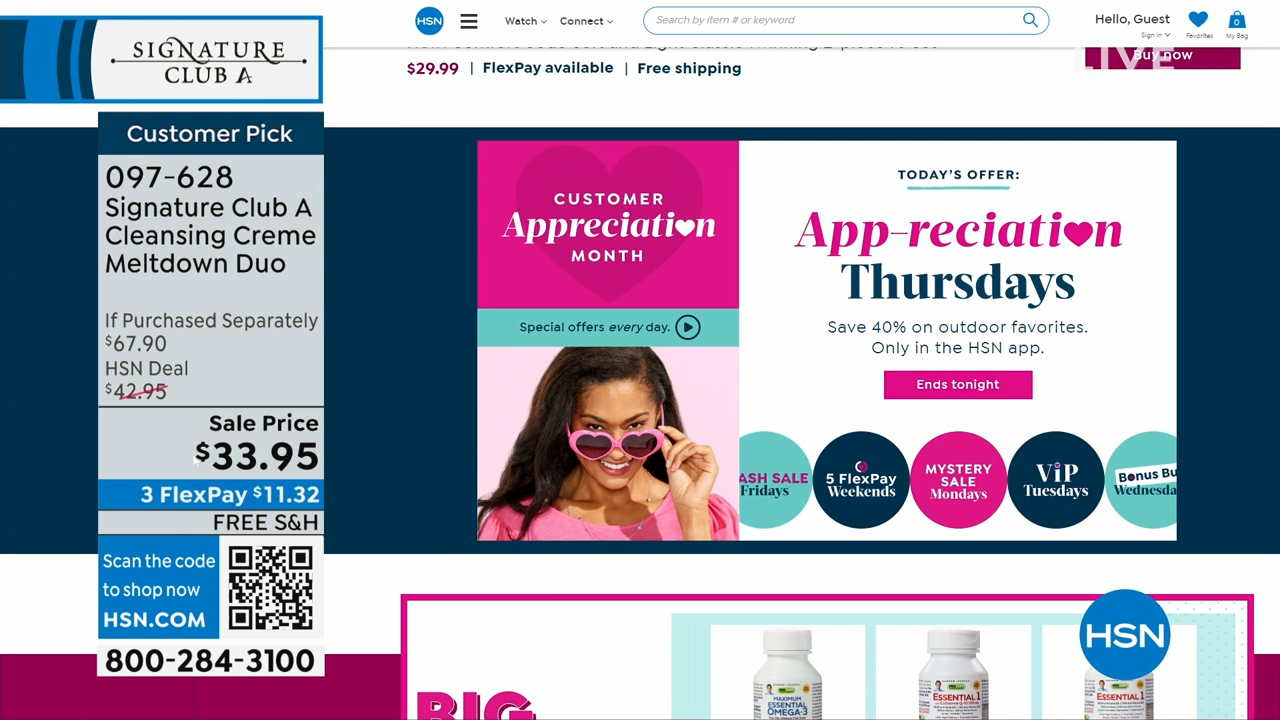 SIGNATURE
CLUB A
Customer Pick
097-628
Signature Club A
Cleansing Creme
Meltdown Duo
If Purchased Separately
$67.90
HSN Deal
$42.95
Sale Price
$33.95
3 FlexPay $11.32
FREE S&H
Scan the code
to shop now
HSN.COM
800-284-3100
HSN
Watch
Connect
Search by item # or keyword
Hello, Guest
Sign in
Favorites
0
My Bag
LIVE
Buy now
$29.99 | FlexPay available | Free shipping
CUSTOMER
Appreciation
MONTH
Special offers every day.
TODAY'S OFFER:
App-reciation
Thursdays
Save 40% on outdoor favorites.
Only in the HSN app.
Ends tonight
ASH SALE
Fridays
5 FlexPay
Weekends
MYSTERY
SALE
Mondays
ViP
Tuesdays
Bonus Bu
Wednesda
BIG
MAXIMUM
ESSENTIAL
OMEGA-3
ESSENTIAL 1
ESSENTIAL 1
HSN